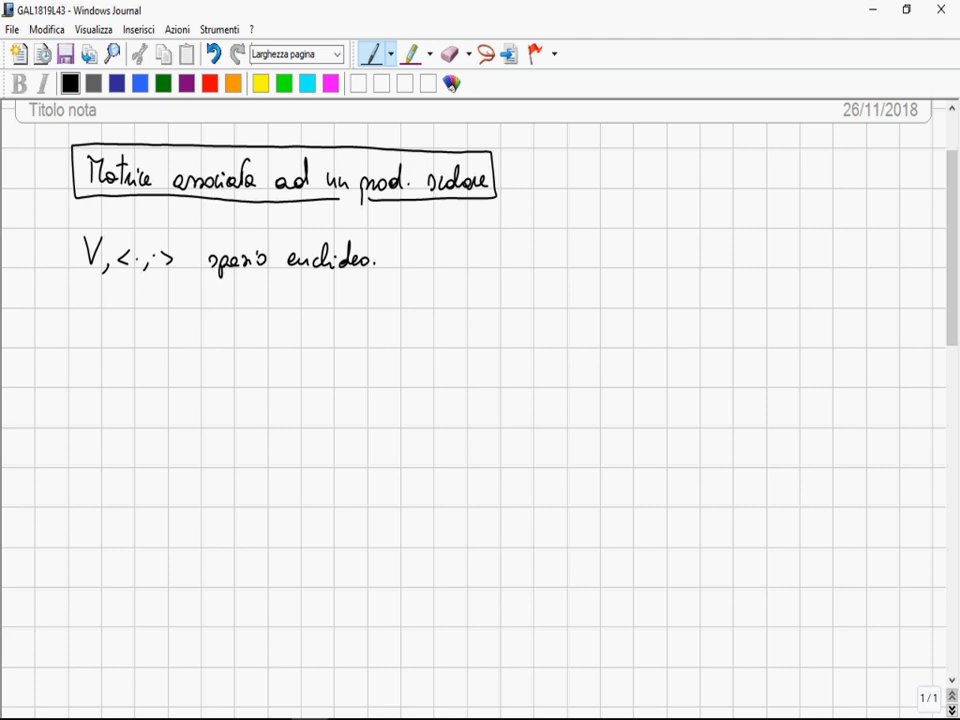 GAL1819L43 - Windows Journal
File Modifica Visualizza Inserisci Azioni Strumenti ?
Larghezza pagina
B I
Titolo nota 26/11/2018
Matrice associata ad un prod. scalare
V, <·,·> spazio euclideo.
1/1